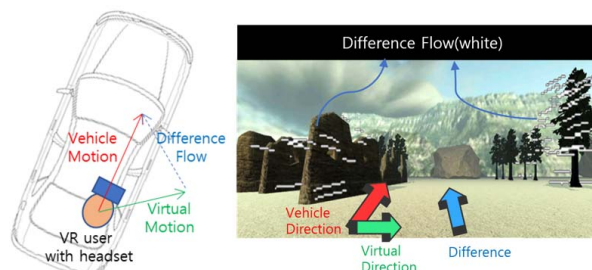 Difference Flow(white)
Vehicle
Motion
Difference
Flow
Virtual
Motion
VR user
with headset
Vehicle
Direction
Virtual
Direction
Difference